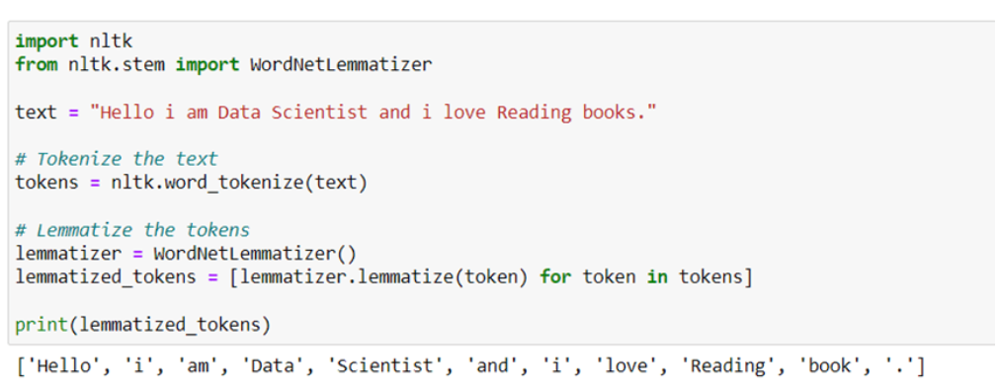 import nltk
from nltk.stem import WordNetLemmatizer
text = "Hello i am Data Scientist and i love Reading books."
# Tokenize the text
tokens = nltk.word_tokenize(text)
# Lemmatize the tokens
lemmatizer = WordNetLemmatizer()
lemmatized_tokens = [lemmatizer.lemmatize(token) for token in tokens]
print(lemmatized_tokens)
['Hello', 'i', 'am', 'Data', 'Scientist', 'and', 'i', 'love', 'Reading', 'book', '.']